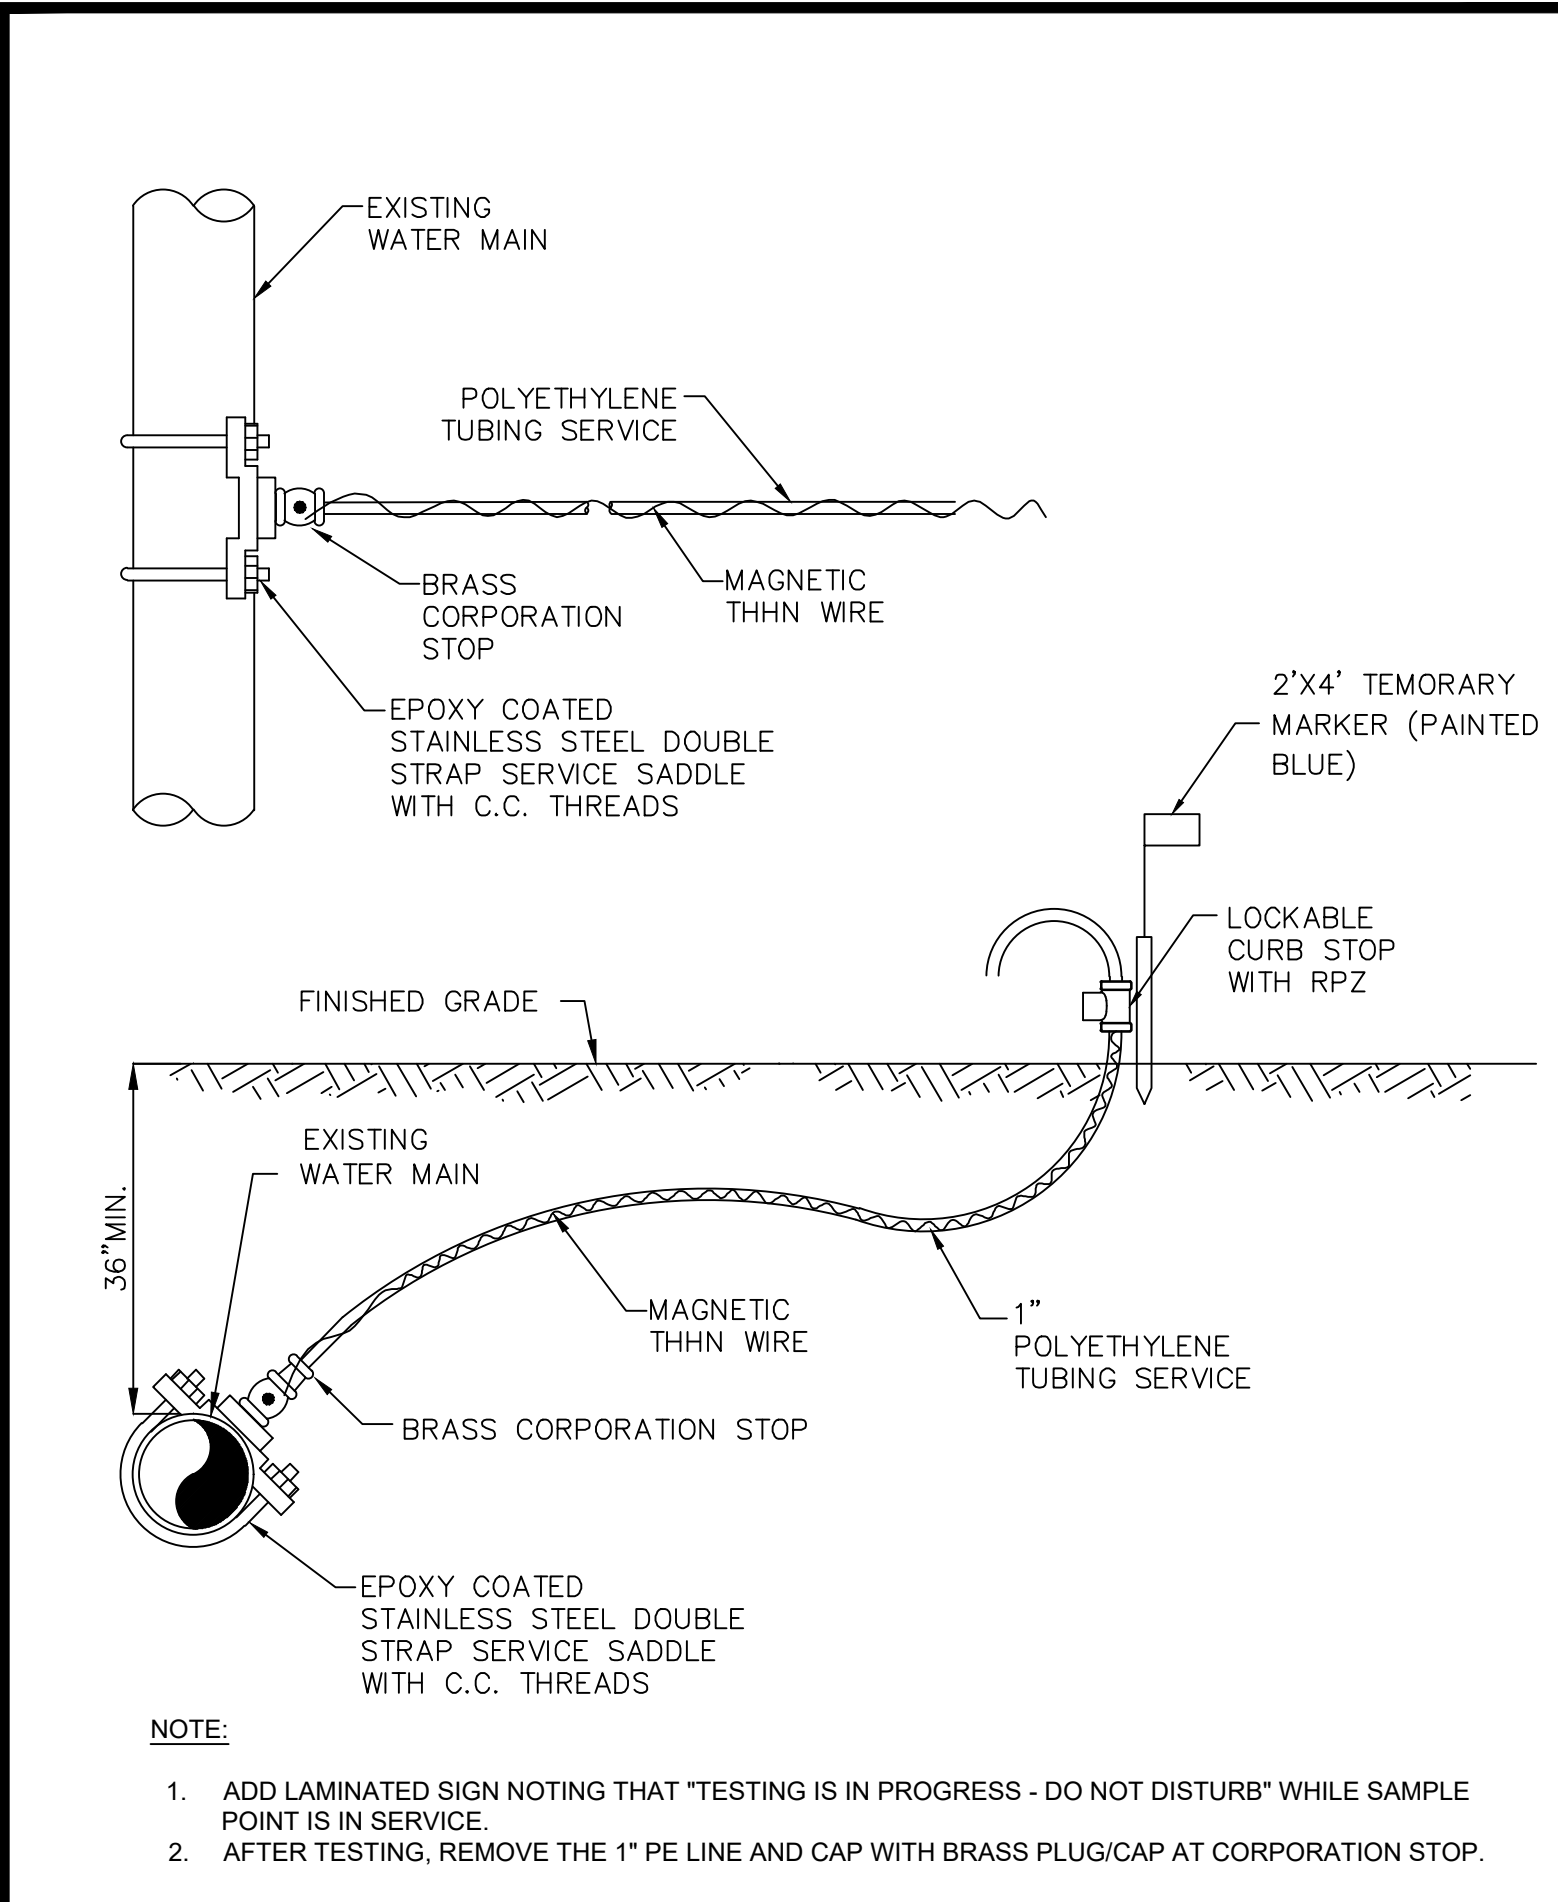 EXISTING
WATER MAIN
POLYETHYLENE
TUBING SERVICE
BRASS
CORPORATION
STOP
MAGNETIC
THHN WIRE
EPOXY COATED
STAINLESS STEEL DOUBLE
STRAP SERVICE SADDLE
WITH C.C. THREADS
2'X4' TEMORARY
MARKER (PAINTED
BLUE)
LOCKABLE
CURB STOP
WITH RPZ
FINISHED GRADE
EXISTING
WATER MAIN
36"MIN.
MAGNETIC
THHN WIRE
1"
POLYETHYLENE
TUBING SERVICE
BRASS CORPORATION STOP
EPOXY COATED
STAINLESS STEEL DOUBLE
STRAP SERVICE SADDLE
WITH C.C. THREADS
NOTE:
1. ADD LAMINATED SIGN NOTING THAT "TESTING IS IN PROGRESS - DO NOT DISTURB" WHILE SAMPLE
POINT IS IN SERVICE.
2. AFTER TESTING, REMOVE THE 1" PE LINE AND CAP WITH BRASS PLUG/CAP AT CORPORATION STOP.